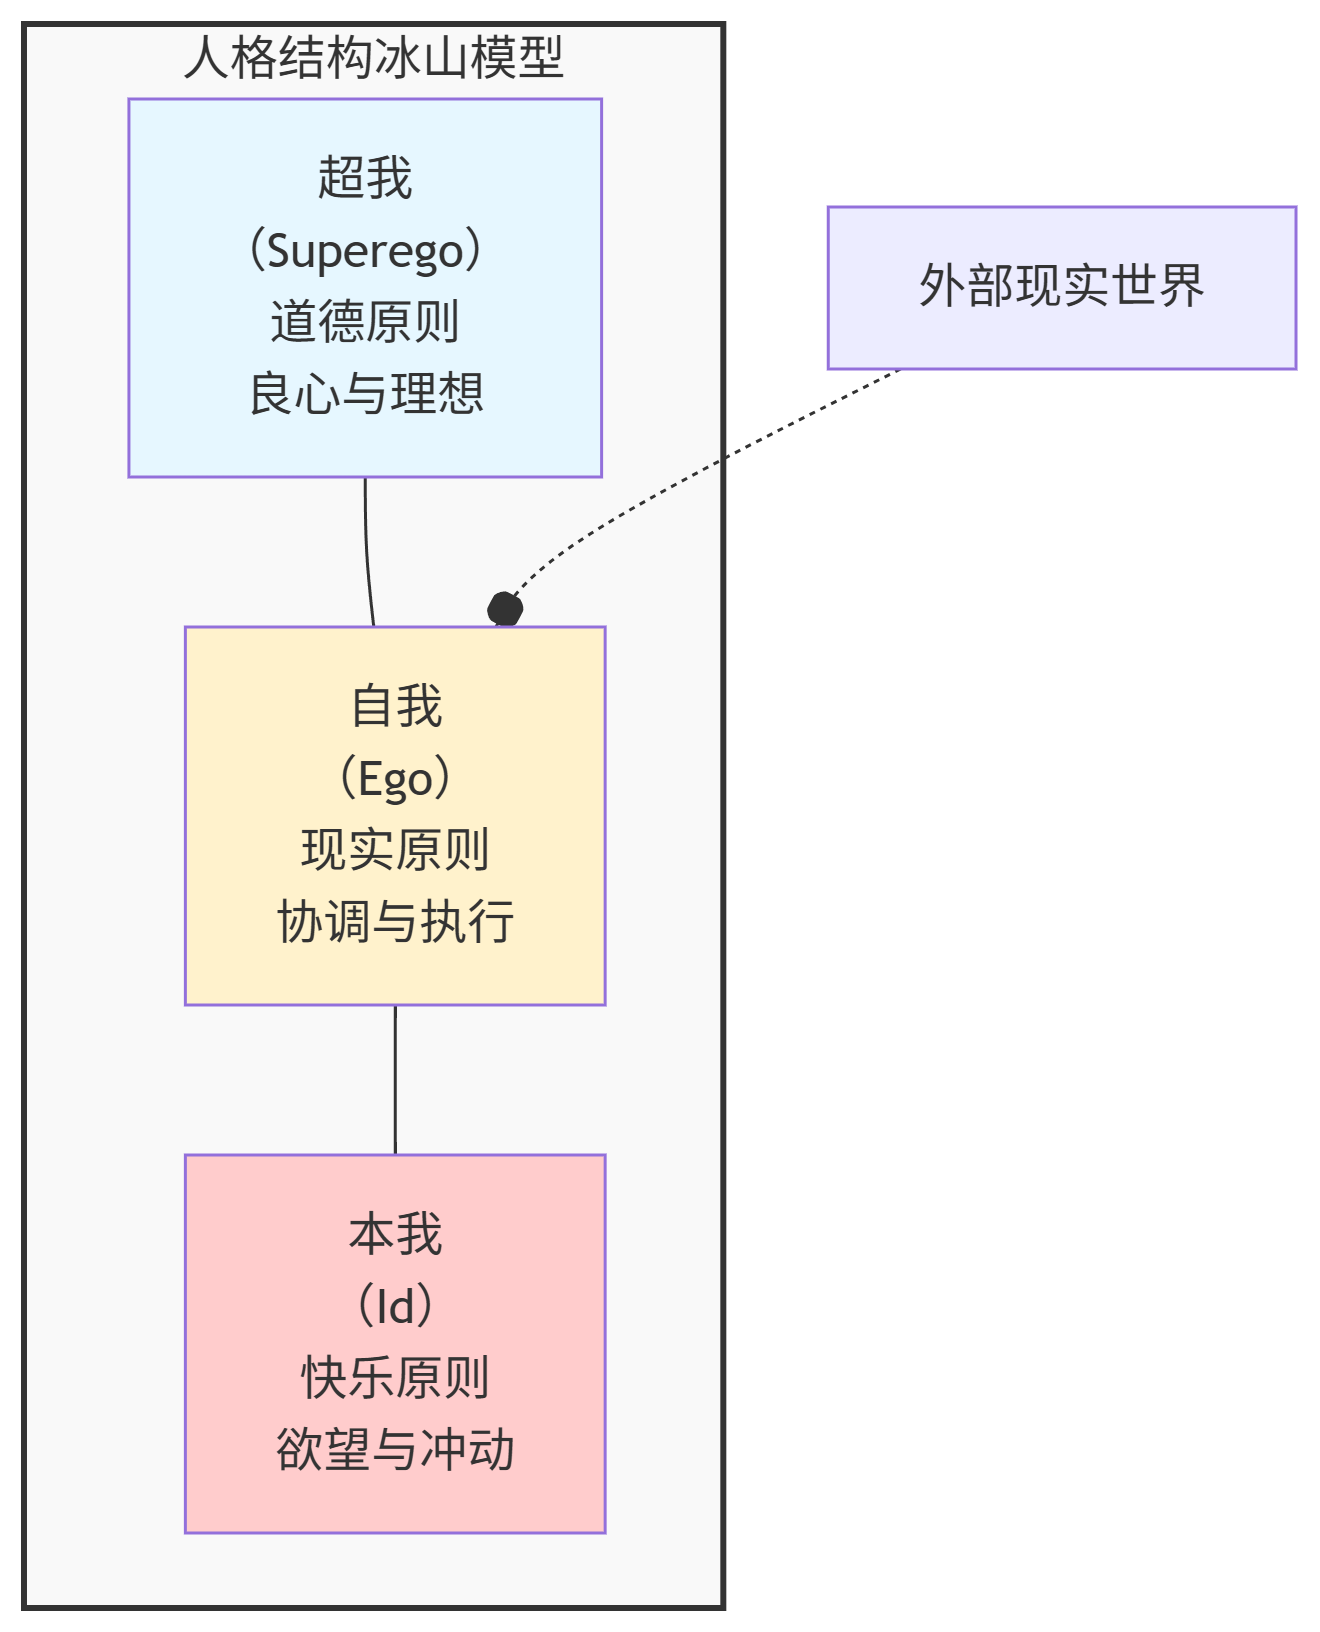 人格结构冰山模型
超我
（Superego）
道德原则
良心与理想
外部现实世界
自我
（Ego）
现实原则
协调与执行
本我
（Id）
快乐原则
欲望与冲动